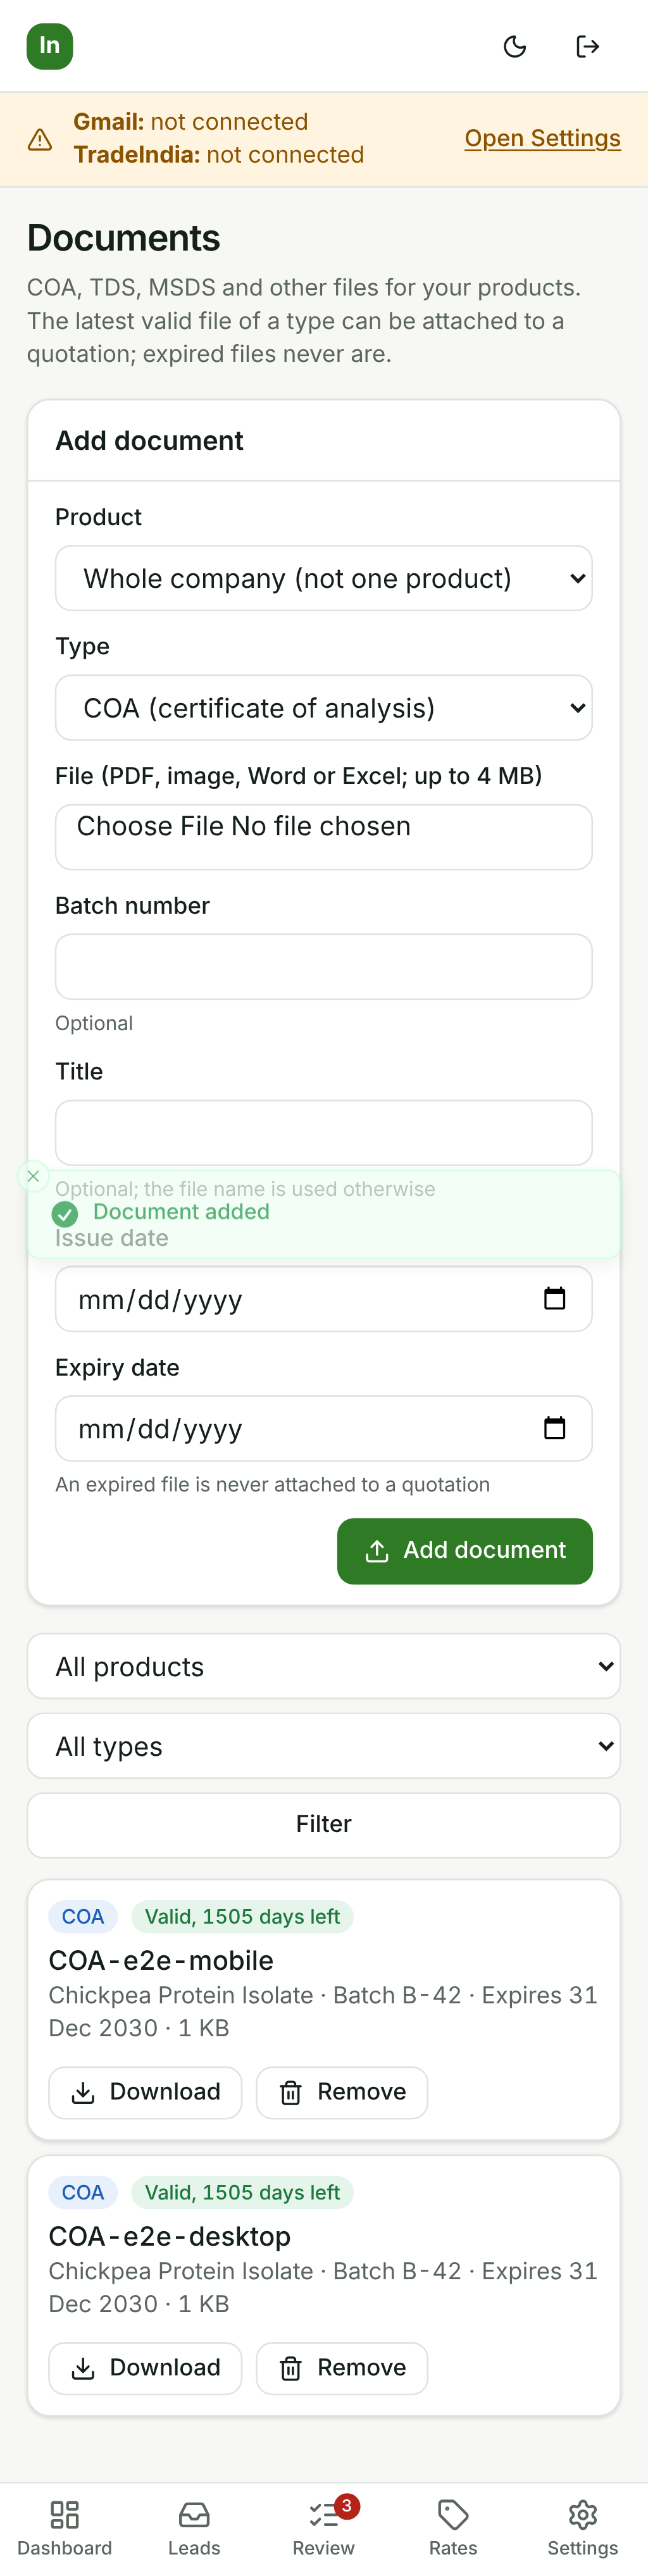 In
Gmail: not connected
TradeIndia: not connected
Open Settings
Documents
COA, TDS, MSDS and other files for your products.
The latest valid file of a type can be attached to a
quotation; expired files never are.
Add document
Product
Whole company (not one product)
Type
COA (certificate of analysis)
File (PDF, image, Word or Excel; up to 4 MB)
Choose File No file chosen
Batch number
Optional
Title
Optional; the file name is used otherwise
Document added
Issue date
mm/dd/yyyy
Expiry date
mm/dd/yyyy
An expired file is never attached to a quotation
Add document
All products
All types
Filter
COA Valid, 1505 days left
COA-e2e-mobile
Chickpea Protein Isolate · Batch B-42 · Expires 31
Dec 2030 · 1 KB
Download Remove
COA Valid, 1505 days left
COA-e2e-desktop
Chickpea Protein Isolate · Batch B-42 · Expires 31
Dec 2030 · 1 KB
Download Remove
3
Dashboard Leads Review Rates Settings